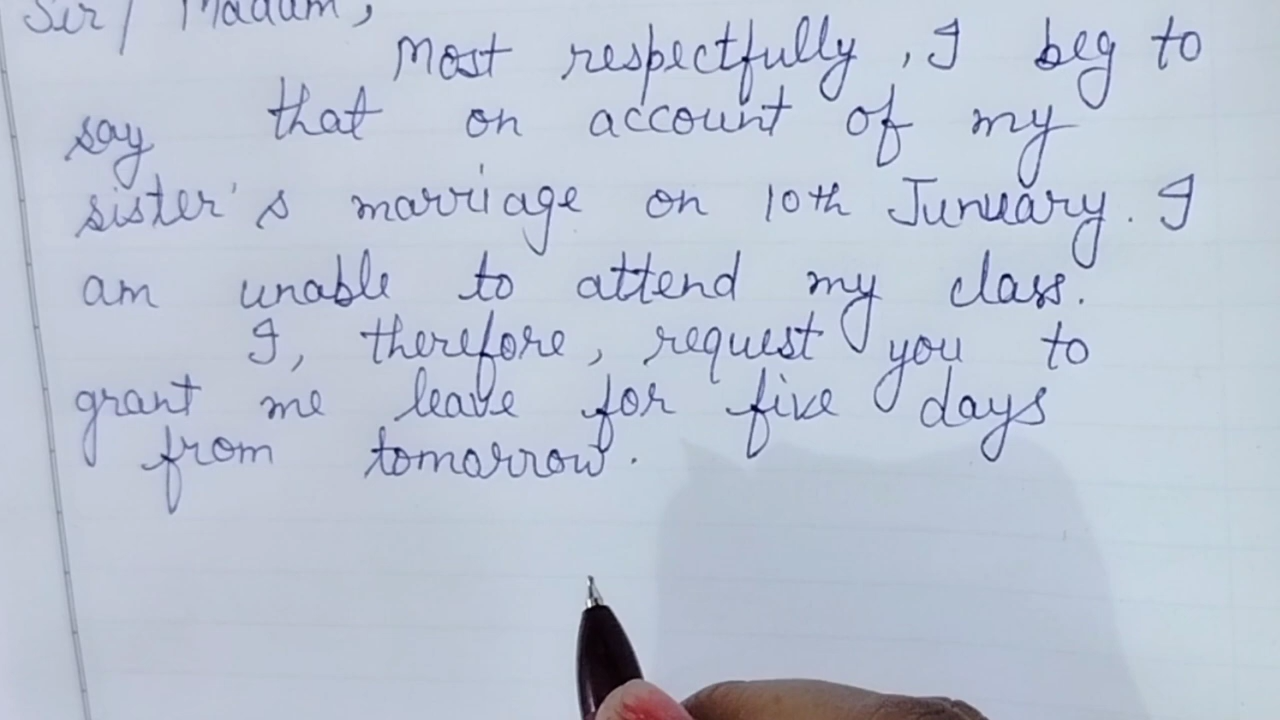 Sir/ Madam,
Most respectfully, I beg to
say that on account of my
sister's marriage on 10th Junuary. I
am unable to attend my class.
I, therefore, request you to
grant me leave for five days
from tomorrow.